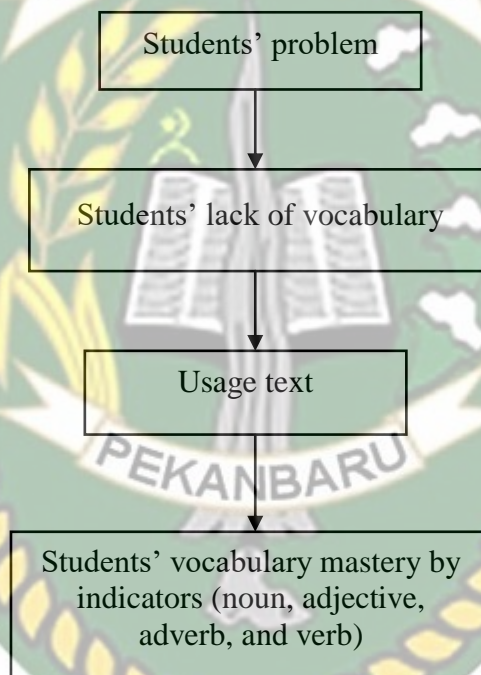 Students’ problem
Students’ lack of vocabulary
Usage text
PEKANBARU
Students’ vocabulary mastery by
indicators (noun, adjective,
adverb, and verb)